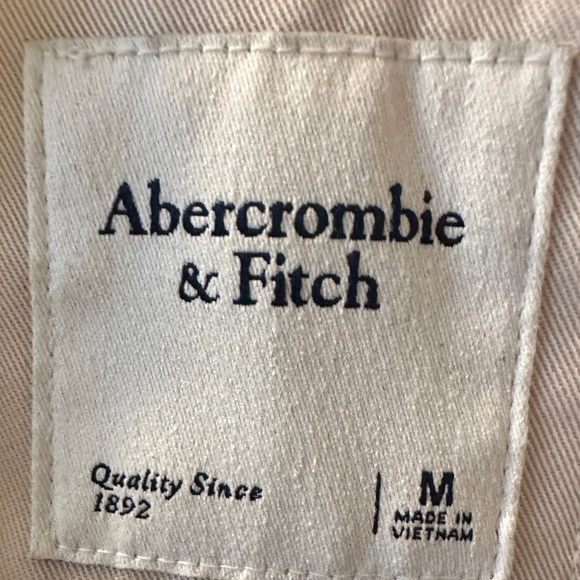 Abercrombie
& Fitch
Quality Since
1892
M
MADE IN
VIETNAM